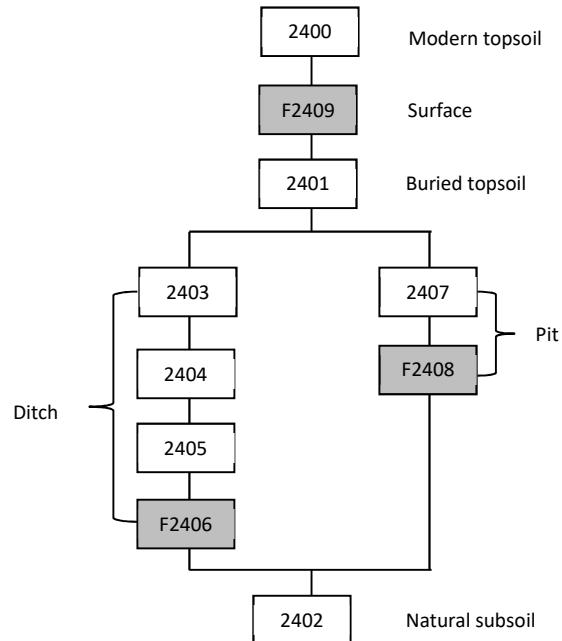 2400
Modern topsoil
F2409
Surface
2401
Buried topsoil
2403
2407
Pit
2404
F2408
Ditch
2405
F2406
2402
Natural subsoil